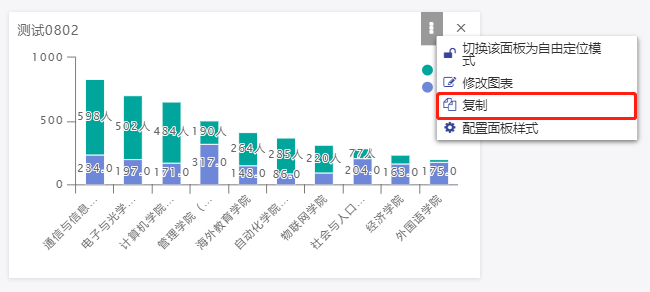 测试0802
切换该面板为自由定位模
式
修改图表
复制
配置面板样式
1000
500
0
598人
502人
484人
190人
264人
285人
220人
77人
234.0
197.0
171.0
317.0
148.0
86.0
204.0
163.0
175.0
通信与信息...
电子与光学...
计算机学院...
管理学院（...
海外教育学院
自动化学院...
物联网学院
社会与人口...
经济学院
外国语学院